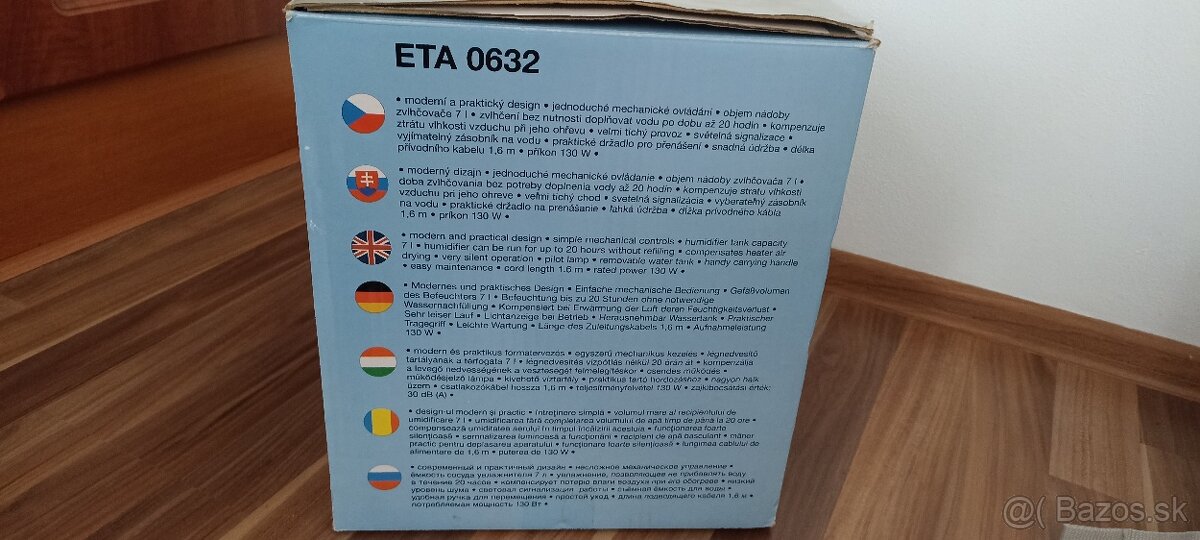 ETA 0632
• moderní a praktický design • jednoduché mechanické ovládání • objem nádoby
zvlhčovače 7 l • zvlhčení bez nutnosti doplňovat vodu po dobu až 20 hodin • kompenzuje
ztrátu vlhkosti vzduchu při jeho ohřevu • velmi tichý provoz • světelná signalizace •
vyjímatelný zásobník na vodu • praktické držadlo pro přenášení • snadná údržba • délka
přívodního kabelu 1,6 m • příkon 130 W •
• moderný dizajn • jednoduché mechanické ovládanie • objem nádoby zvlhčovača 7 l •
doba zvlhčovania bez potreby doplnenia vody až 20 hodin • kompenzuje stratu vlhkosti
vzduchu pri jeho ohreve • veľmi tichý chod • svetelná signalizácia • vyberateľný zásobník
na vodu • praktické držadlo na prenášanie • ľahká údržba • dĺžka prívodného kábla
1,6 m • príkon 130 W •
• modern and practical design • simple mechanical controls • humidifier tank capacity
7 l • humidifier can be run for up to 20 hours without refilling • compensates heater air
drying • very silent operation • pilot lamp • removable water tank • handy carrying handle
• easy maintenance • cord length 1.6 m • rated power 130 W •
• Modernes und praktisches Design • Einfache mechanische Bedienung • Gefäßvolumen
des Befeuchters 7 l • Befeuchtung bis zu 20 Stunden ohne notwendige
Wassernachfüllung • Kompensiert bei Erwärmung der Luft deren Feuchtigkeitsverlust •
Sehr leiser Lauf • Lichtanzeige bei Betrieb • Herausnehmbar Wassertank • Praktischer
Tragegriff • Leichte Wartung • Länge des Zuleitungskabels 1,6 m • Aufnahmeleistung
130 W •
• modern és praktikus formatervezés • egyszerű mechanikus kezelés • légnedvesítő
tartályának a térfogata 7 l • légnedvesítés vízpótlás nélkül 20 órán át • kompenzálja
a levegő nedvességének a veszteségét felmelegítéskor • csendes működés •
működésjelző lámpa • kivehető víztartály • praktikus tartó hordozáshoz • nagyon halk
üzem • csatlakozókábel hossza 1,6 m • teljesítményfelvétel 130 W • zajkibocsátási érték:
30 dB (A) •
• design-ul modern şi practic • întreţinere simplă • volumul mare al recipientului de
umidificare 7 l • umidificarea fără completarea volumului de apă timp de până la 20 ore •
compensează umiditatea aerului în timpul încălzirii acestuia • funcţionarea foarte
silenţioasă • semnalizarea luminoasă a funcţionării • recipient de apă basculant • mâner
practic pentru deplasarea aparatului • funcţionare foarte silenţioasă • lungimea cablului de
alimentare de 1,6 m • puterea de 130 W •
• современный и практичный дизайн • несложное механическое управление •
ёмкость сосуда увлажнителя 7 л • увлажнение, позволяющее не прибавлять воду
в течение 20 часов • компенсирует потерю влаги воздуха при его обогреве • низкий
уровень шума • световая сигнализация работы • съёмная ёмкость для воды •
удобная ручка для перемещения • простой уход • длина подводящего кабеля 1,6 м •
потребляемая мощность 130 Вт •
@( Bazos.sk